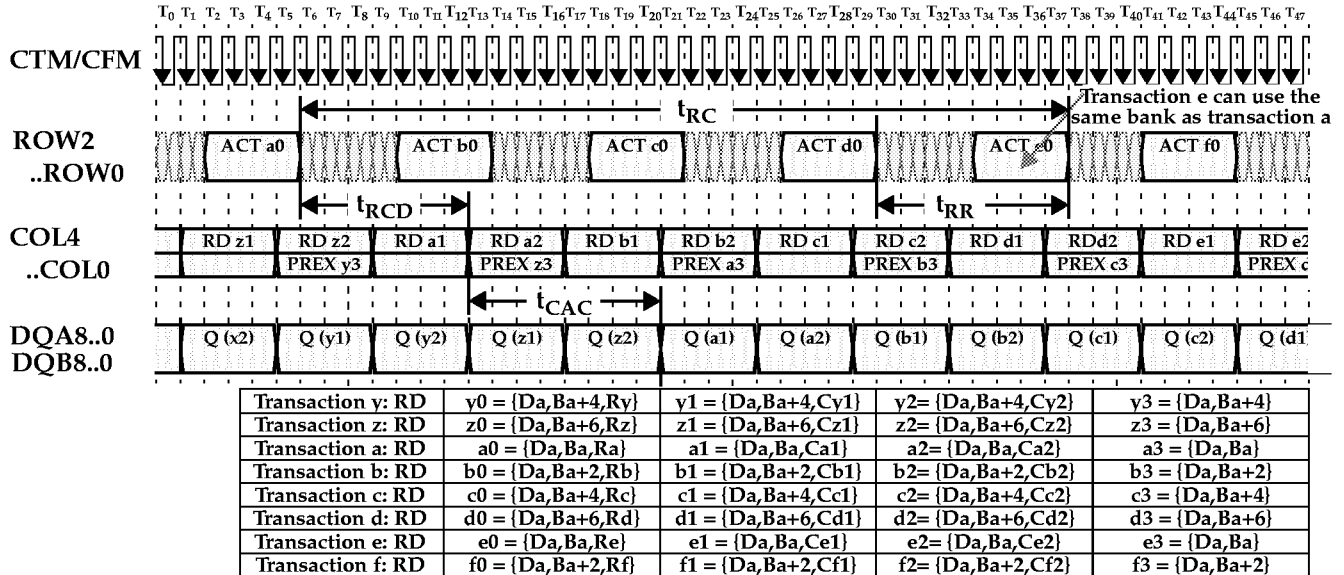 T0 T1 T2 T3 T4 T5 T6 T7 T8 T9 T10 T11 T12 T13 T14 T15 T16 T17 T18 T19 T20 T21 T22 T23 T24 T25 T26 T27 T28 T29 T30 T31 T32 T33 T34 T35 T36 T37 T38 T39 T40 T41 T42 T43 T44 T45 T46 T47
CTM/CFM
tRC
Transaction e can use the
same bank as transaction a
ROW2
..ROW0
ACT a0 ACT b0 ACT c0 ACT d0 ACT e0 ACT f0
tRCD tRR
COL4
..COL0
RD z1 RD z2 RD a1 RD a2 RD b1 RD b2 RD c1 RD c2 RD d1 RDd2 RD e1 RD e2
PREX y3 PREX z3 PREX a3 PREX b3 PREX c3 PREX d
tCAC
DQA8..0
DQB8..0
Q (x2) Q (y1) Q (y2) Q (z1) Q (z2) Q (a1) Q (a2) Q (b1) Q (b2) Q (c1) Q (c2) Q (d1)
Transaction y: RD y0 = {Da,Ba+4,Ry} y1 = {Da,Ba+4,Cy1} y2= {Da,Ba+4,Cy2} y3 = {Da,Ba+4}
Transaction z: RD z0 = {Da,Ba+6,Rz} z1 = {Da,Ba+6,Cz1} z2= {Da,Ba+6,Cz2} z3 = {Da,Ba+6}
Transaction a: RD a0 = {Da,Ba,Ra} a1 = {Da,Ba,Ca1} a2= {Da,Ba,Ca2} a3 = {Da,Ba}
Transaction b: RD b0 = {Da,Ba+2,Rb} b1 = {Da,Ba+2,Cb1} b2= {Da,Ba+2,Cb2} b3 = {Da,Ba+2}
Transaction c: RD c0 = {Da,Ba+4,Rc} c1 = {Da,Ba+4,Cc1} c2= {Da,Ba+4,Cc2} c3 = {Da,Ba+4}
Transaction d: RD d0 = {Da,Ba+6,Rd} d1 = {Da,Ba+6,Cd1} d2= {Da,Ba+6,Cd2} d3 = {Da,Ba+6}
Transaction e: RD e0 = {Da,Ba,Re} e1 = {Da,Ba,Ce1} e2= {Da,Ba,Ce2} e3 = {Da,Ba}
Transaction f: RD f0 = {Da,Ba+2,Rf} f1 = {Da,Ba+2,Cf1} f2= {Da,Ba+2,Cf2} f3 = {Da,Ba+2}